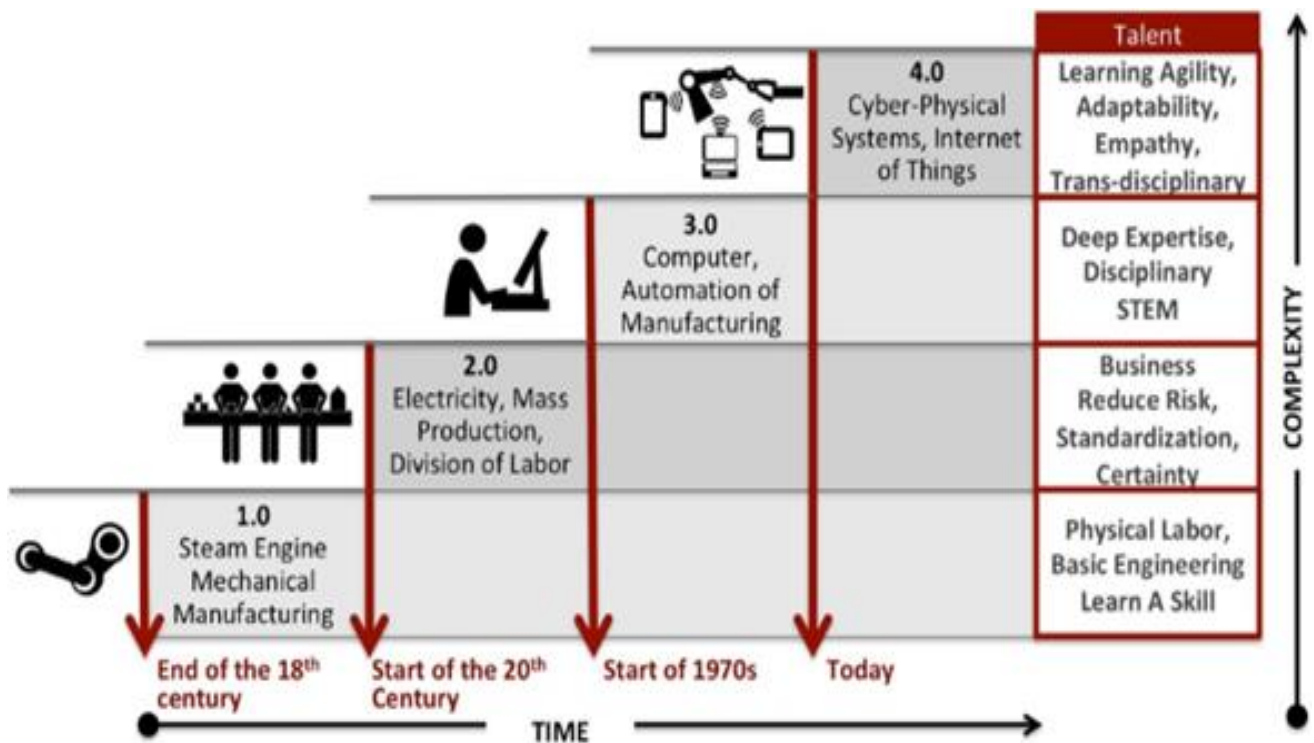 Talent
4.0
Cyber-Physical
Systems, Internet
of Things
Learning Agility,
Adaptability,
Empathy,
Trans-disciplinary
3.0
Computer,
Automation of
Manufacturing
Deep Expertise,
Disciplinary
STEM
2.0
Electricity, Mass
Production,
Division of Labor
Business
Reduce Risk,
Standardization,
Certainty
1.0
Steam Engine
Mechanical
Manufacturing
Physical Labor,
Basic Engineering
Learn A Skill
COMPLEXITY
End of the 18th
century
Start of the 20th
Century
Start of 1970s
Today
TIME